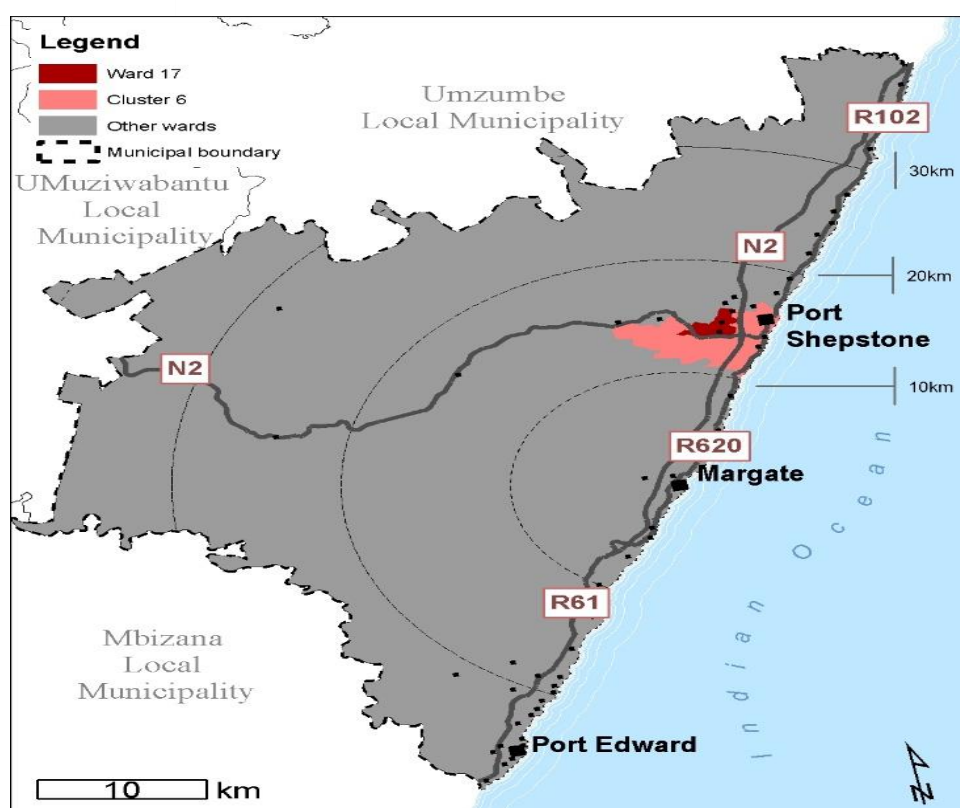 Legend
Ward 17
Cluster 6
Other wards
Municipal boundary
Umzumbe
Local Municipality
UMuziwabantu
Local
Municipality
R102
30km
N2
20km
Port
Shepstone
N2
10km
R620
Margate
Indian Ocean
R61
Mbizana
Local
Municipality
Port Edward
10 km
N